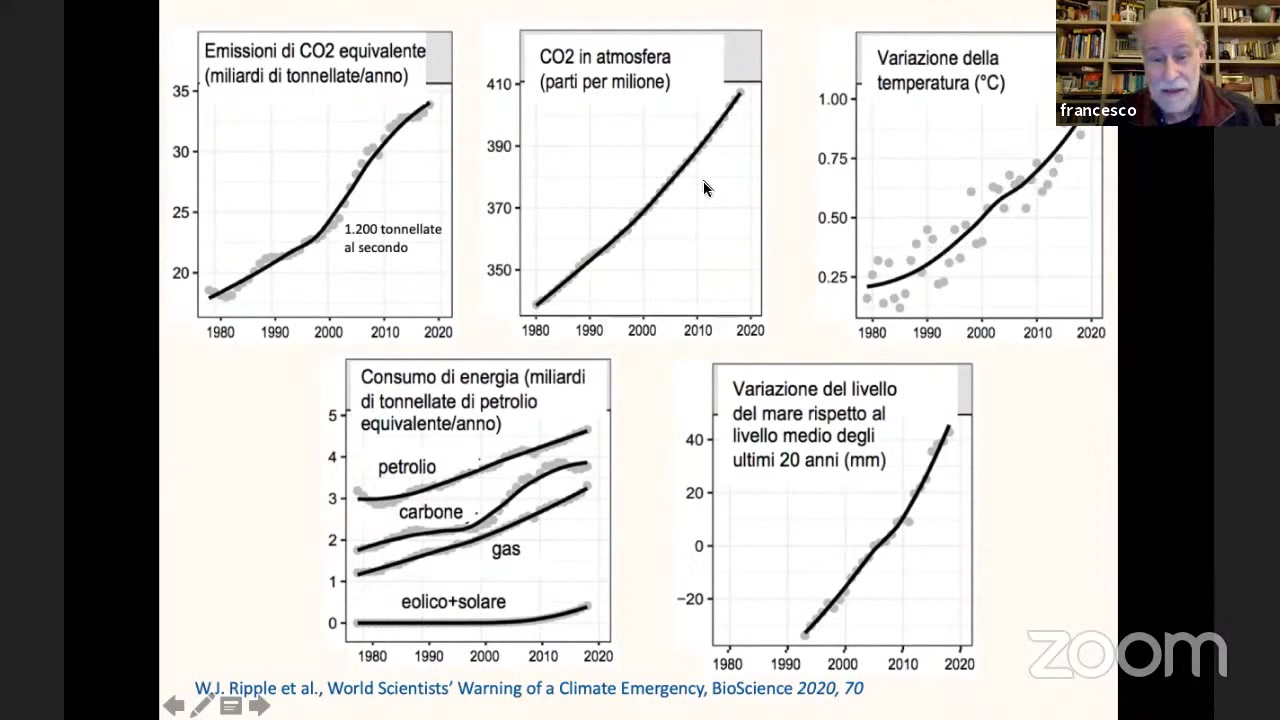 Emissioni di CO2 equivalente
(miliardi di tonnellate/anno)
35
30
25
20
1.200 tonnellate
al secondo
1980 1990 2000 2010 2020
CO2 in atmosfera
(parti per milione)
410
390
370
350
1980 1990 2000 2010 2020
Variazione della
temperatura (°C)
1.00
0.75
0.50
0.25
1980 1990 2000 2010 2020
francesco
Consumo di energia (miliardi
di tonnellate di petrolio
equivalente/anno)
5
4
3
2
1
0
petrolio
carbone
gas
eolico+solare
1980 1990 2000 2010 2020
Variazione del livello
del mare rispetto al
livello medio degli
ultimi 20 anni (mm)
40
20
0
−20
1980 1990 2000 2010 2020
W.J. Ripple et al., World Scientists' Warning of a Climate Emergency, BioScience 2020, 70
zoom